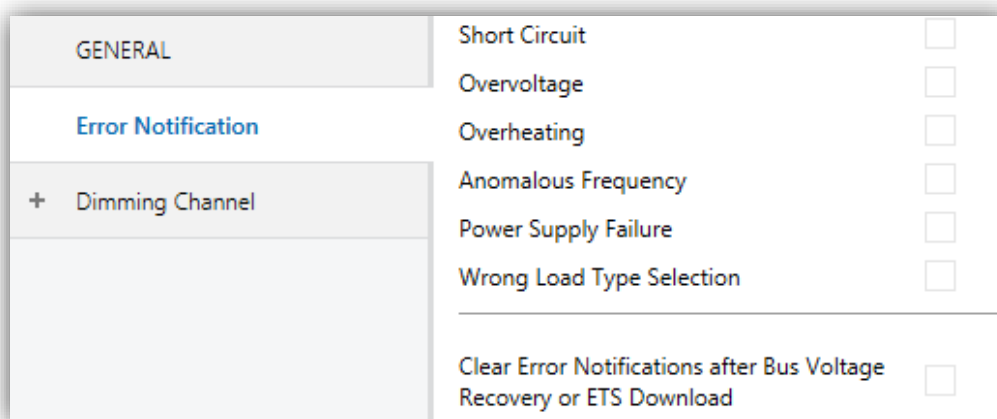 GENERAL
Error Notification
+ Dimming Channel
Short Circuit
Overvoltage
Overheating
Anomalous Frequency
Power Supply Failure
Wrong Load Type Selection
Clear Error Notifications after Bus Voltage
Recovery or ETS Download